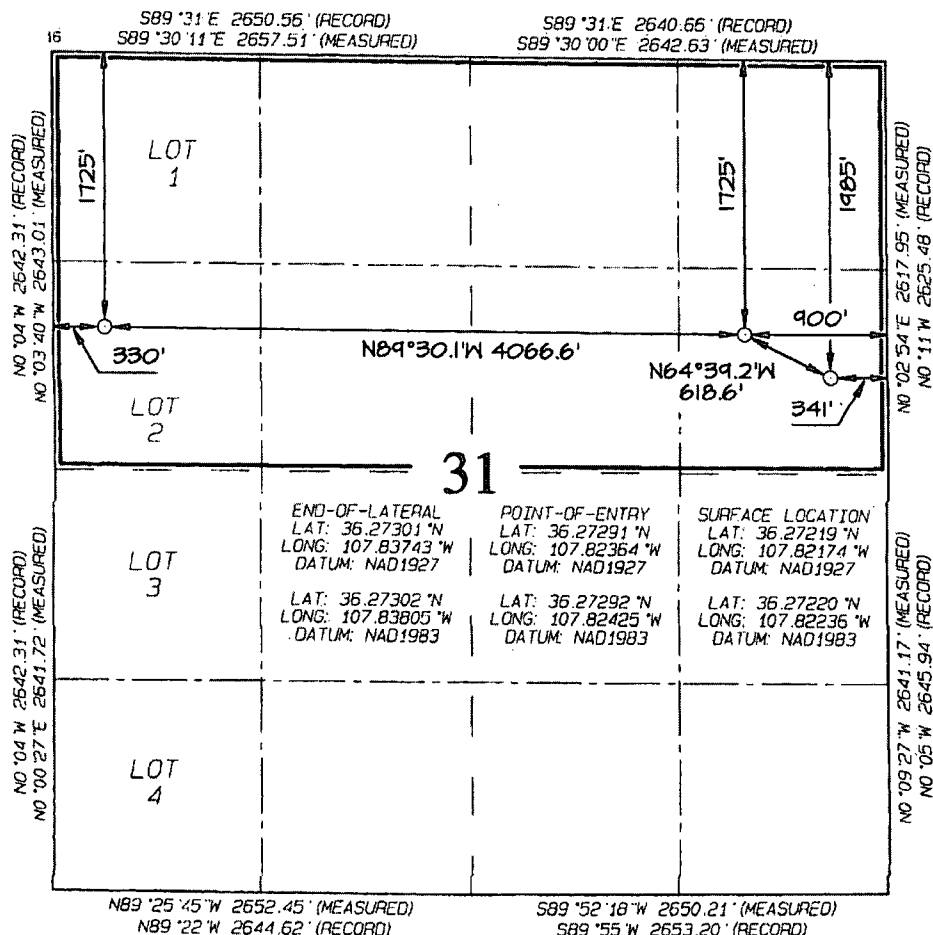 S89°31'E 2650.56' (RECORD)
S89°30'11"E 2657.51' (MEASURED)
S89°31'E 2640.66' (RECORD)
S89°30'00"E 2642.63' (MEASURED)
16
N0°04'W 2642.31' (RECORD)
N0°03'40"W 2643.01' (MEASURED)
LOT
1
1725'
1725'
1985'
N0°02'54"E 2617.95' (MEASURED)
N0°11'W 2625.48' (RECORD)
330'
N89°30.1'W 4066.6'
900'
N64°39.2'W
618.6'
341'
LOT
2
31
END-OF-LATERAL
LAT: 36.27301°N
LONG: 107.83743°W
DATUM: NAD1927
LAT: 36.27302°N
LONG: 107.83805°W
DATUM: NAD1983
POINT-OF-ENTRY
LAT: 36.27291°N
LONG: 107.82364°W
DATUM: NAD1927
LAT: 36.27292°N
LONG: 107.82425°W
DATUM: NAD1983
SURFACE LOCATION
LAT: 36.27219°N
LONG: 107.82174°W
DATUM: NAD1927
LAT: 36.27220°N
LONG: 107.82236°W
DATUM: NAD1983
LOT
3
N0°04'W 2642.31' (RECORD)
N0°00'27"E 2641.72' (MEASURED)
N0°09'27"W 2641.17' (MEASURED)
N0°05'W 2645.94' (RECORD)
LOT
4
N89°25'45"W 2652.45' (MEASURED)
N89°22'W 2644.62' (RECORD)
S89°52'18"W 2650.21' (MEASURED)
S89°55'W 2653.20' (RECORD)